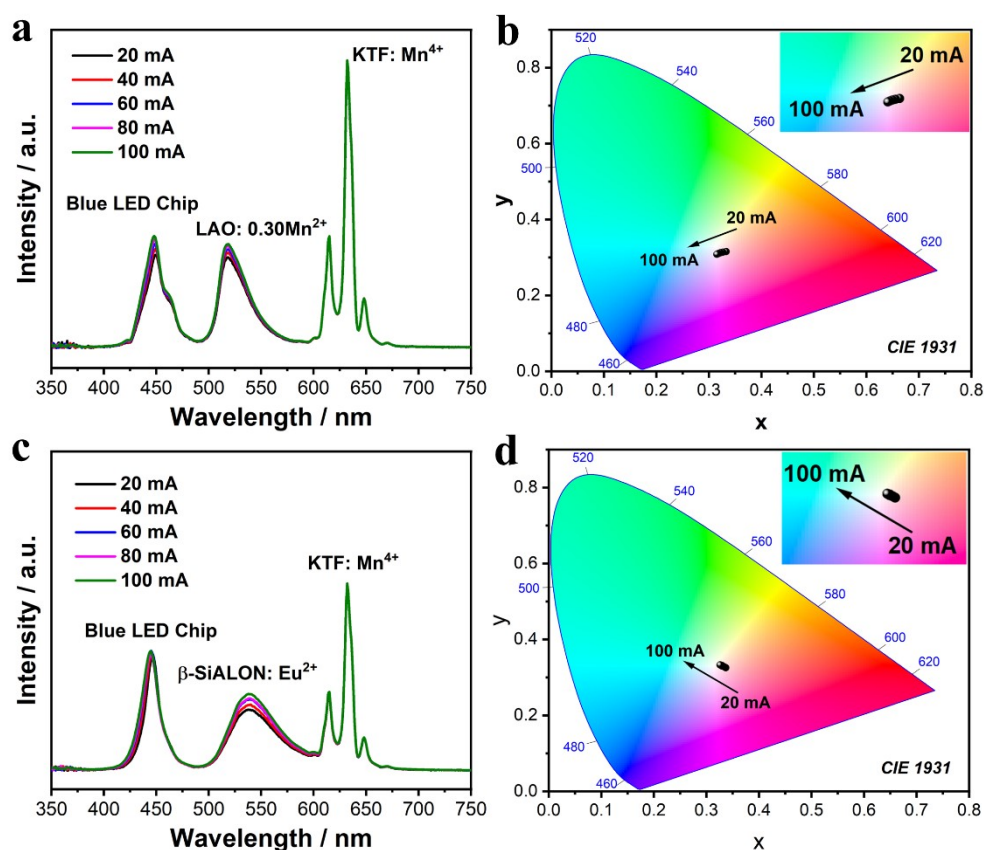 a
20 mA
40 mA
60 mA
80 mA
100 mA
KTF: Mn4+
Blue LED Chip
LAO: 0.30Mn2+
Intensity / a.u.
350 400 450 500 550 600 650 700 750
Wavelength / nm
b
20 mA
100 mA
520
540
560
500
580
600
620
480
460
20 mA
100 mA
0.8
0.6
0.4
0.2
0.0
y
0.0 0.1 0.2 0.3 0.4 0.5 0.6 0.7 0.8
x
CIE 1931
c
20 mA
40 mA
60 mA
80 mA
100 mA
KTF: Mn4+
Blue LED Chip
β-SiALON: Eu2+
Intensity / a.u.
350 400 450 500 550 600 650 700 750
Wavelength / nm
d
100 mA
20 mA
520
540
560
500
580
600
620
480
460
100 mA
20 mA
0.8
0.6
0.4
0.2
0.0
y
0.0 0.1 0.2 0.3 0.4 0.5 0.6 0.7 0.8
x
CIE 1931